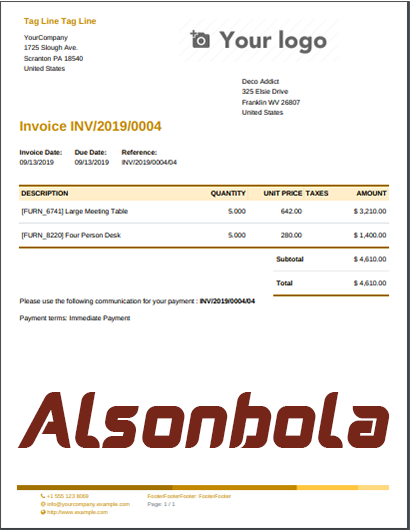 Tag Line Tag Line
YourCompany
1725 Slough Ave.
Scranton PA 18540
United States
Your logo
Deco Addict
325 Elsie Drive
Franklin WV 26807
United States
Invoice INV/2019/0004
Invoice Date: Due Date: Reference:
09/13/2019 09/13/2019 INV/2019/0004/04
DESCRIPTION QUANTITY UNIT PRICE TAXES AMOUNT
[FURN_6741] Large Meeting Table 5.000 642.00 $ 3,210.00
[FURN_8220] Four Person Desk 5.000 280.00 $ 1,400.00
Subtotal $ 4,610.00
Total $ 4,610.00
Please use the following communication for your payment : INV/2019/0004/04
Payment terms: Immediate Payment
Alsonbola
+1 555 123 8069 FooterFooterFooter: FooterFooter
info@yourcompany.example.com Page: 1 / 1
http://www.example.com